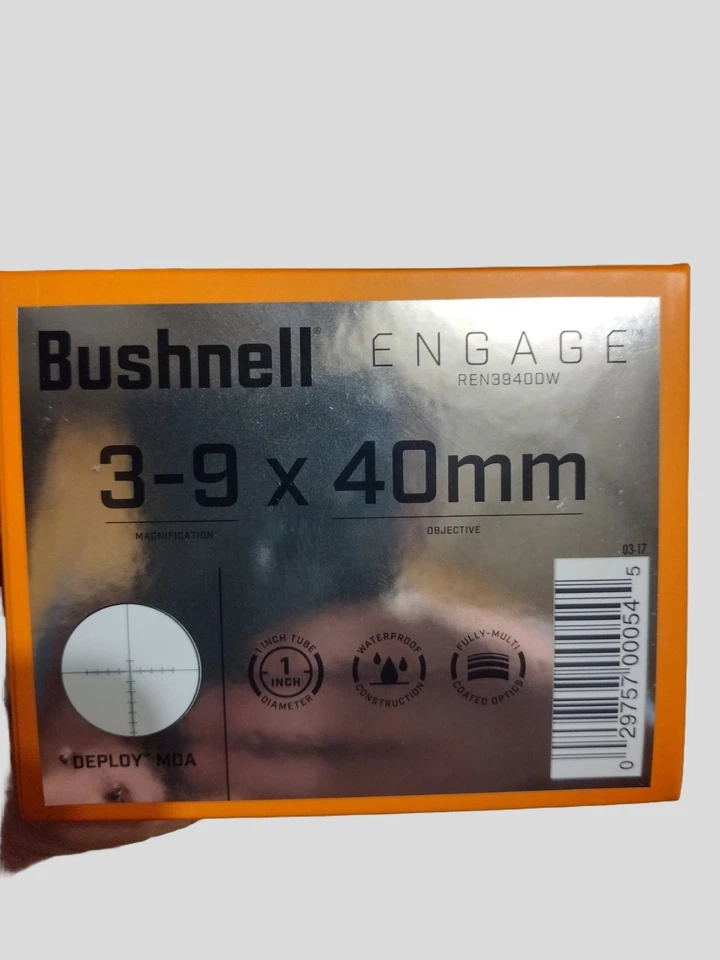 Bushnell®
ENGAGE™
REN3940DW
3-9 x 40mm
MAGNIFICATION
OBJECTIVE
03-17
DEPLOY™ MOA
1 INCH TUBE
1
INCH
DIAMETER
WATERPROOF
CONSTRUCTION
FULLY-MULTI
COATED OPTICS
0 29757 00054 5